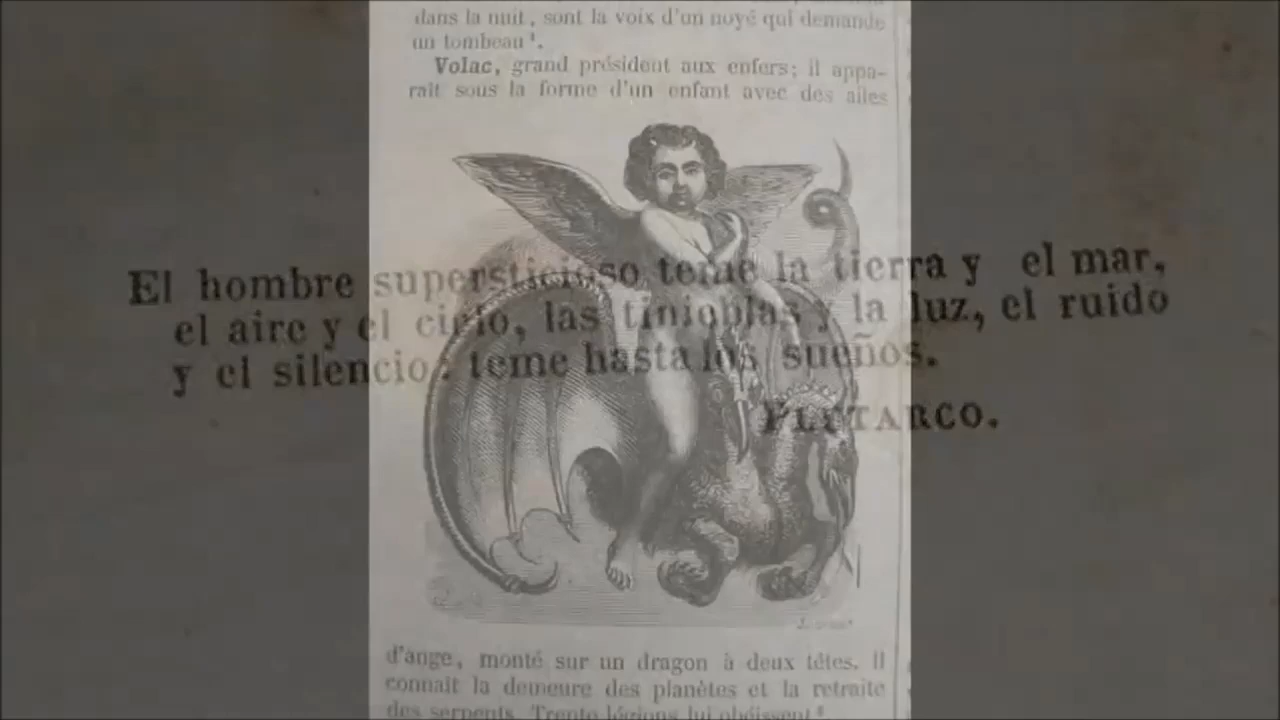 dans la nuit, sont la voix d'un noyé qui demande
un tombeau¹.
Volac, grand président aux enfers; il appa-
raît sous la forme d'un enfant avec des ailes
El hombre supersticioso teme la tierra y el mar,
el aire y el cielo, las tinieblas y la luz, el ruido
y el silencio: teme hasta los sueños.
PLUTARCO.
d'ange, monté sur un dragon à deux têtes. Il
connaît la demeure des planètes et la retraite
des serpents. Trente légions lui obéissent